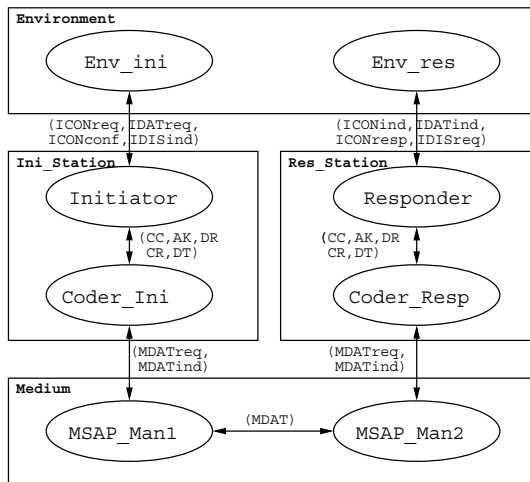 Environment
Env_ini
Env_res
(ICONreq,IDATreq,
ICONconf,IDISind)
(ICONind,IDATind,
ICONresp,IDISreq)
Ini_Station
Res_Station
Initiator
Responder
(CC,AK,DR
CR,DT)
(CC,AK,DR
CR,DT)
Coder_Ini
Coder_Resp
(MDATreq,
MDATind)
(MDATreq,
MDATind)
Medium
MSAP_Man1
(MDAT)
MSAP_Man2